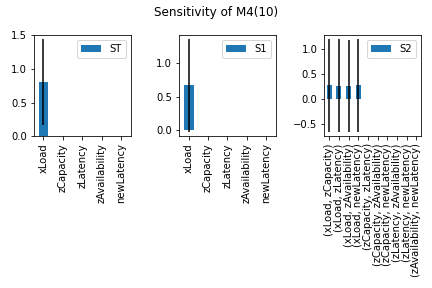 Sensitivity of M4(10)
1.5
1.0
0.5
0.0
ST
xLoad
zCapacity
zLatency
zAvailability
newLatency
1.0
0.5
0.0
S1
xLoad
zCapacity
zLatency
zAvailability
newLatency
1.0
0.5
0.0
−0.5
S2
(xLoad, zCapacity)
(xLoad, zLatency)
(xLoad, zAvailability)
(xLoad, newLatency)
(zCapacity, zLatency)
(zCapacity, zAvailability)
(zCapacity, newLatency)
(zLatency, zAvailability)
(zLatency, newLatency)
(zAvailability, newLatency)